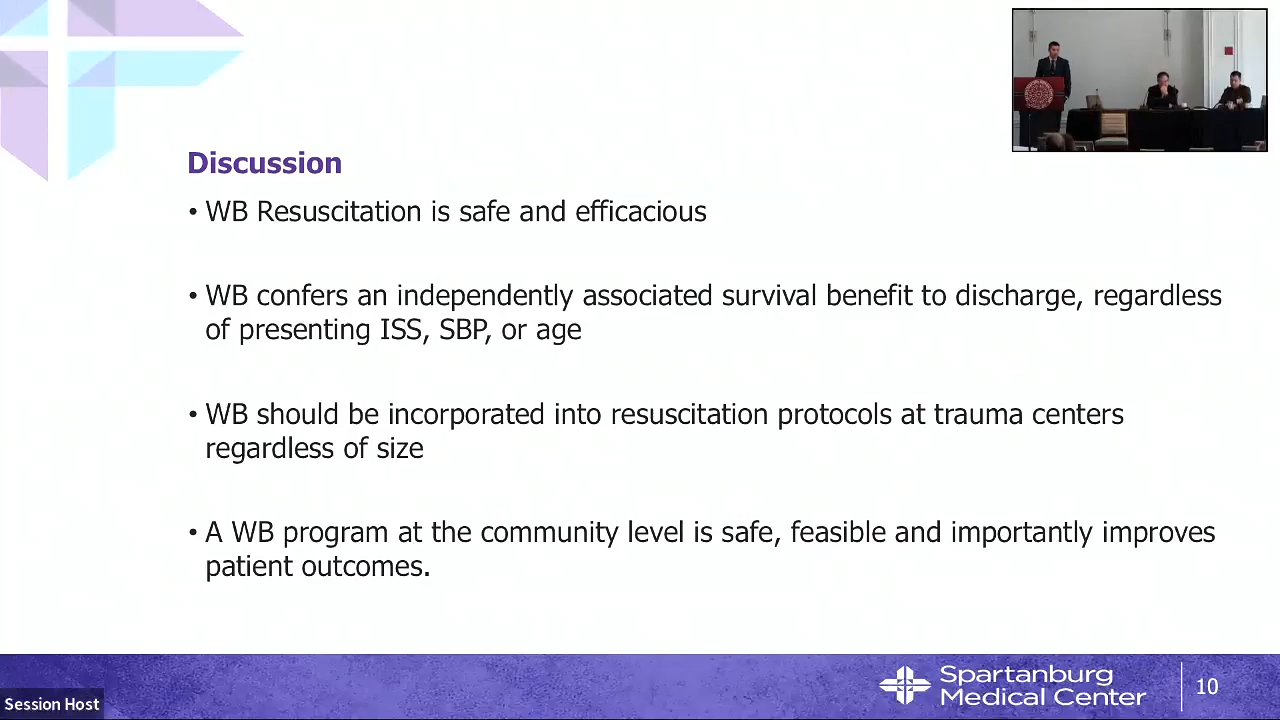 Discussion
• WB Resuscitation is safe and efficacious
• WB confers an independently associated survival benefit to discharge, regardless
of presenting ISS, SBP, or age
• WB should be incorporated into resuscitation protocols at trauma centers
regardless of size
• A WB program at the community level is safe, feasible and importantly improves
patient outcomes.
Spartanburg
Medical Center
10
Session Host